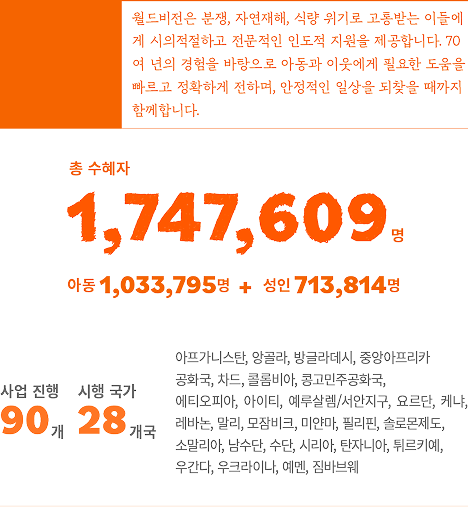 월드비전은 분쟁, 자연재해, 식량 위기로 고통받는 이들에
게 시의적절하고 전문적인 인도적 지원을 제공합니다. 70
여 년의 경험을 바탕으로 아동과 이웃에게 필요한 도움을
빠르고 정확하게 전하며, 안정적인 일상을 되찾을 때까지
함께합니다.
총 수혜자
1,747,609명
아동 1,033,795명 + 성인 713,814명
사업 진행
90개
시행 국가
28개국
아프가니스탄, 앙골라, 방글라데시, 중앙아프리카
공화국, 차드, 콜롬비아, 콩고민주공화국,
에티오피아, 아이티, 예루살렘/서안지구, 요르단, 케냐,
레바논, 말리, 모잠비크, 미얀마, 필리핀, 솔로몬제도,
소말리아, 남수단, 수단, 시리아, 탄자니아, 튀르키예,
우간다, 우크라이나, 예멘, 짐바브웨